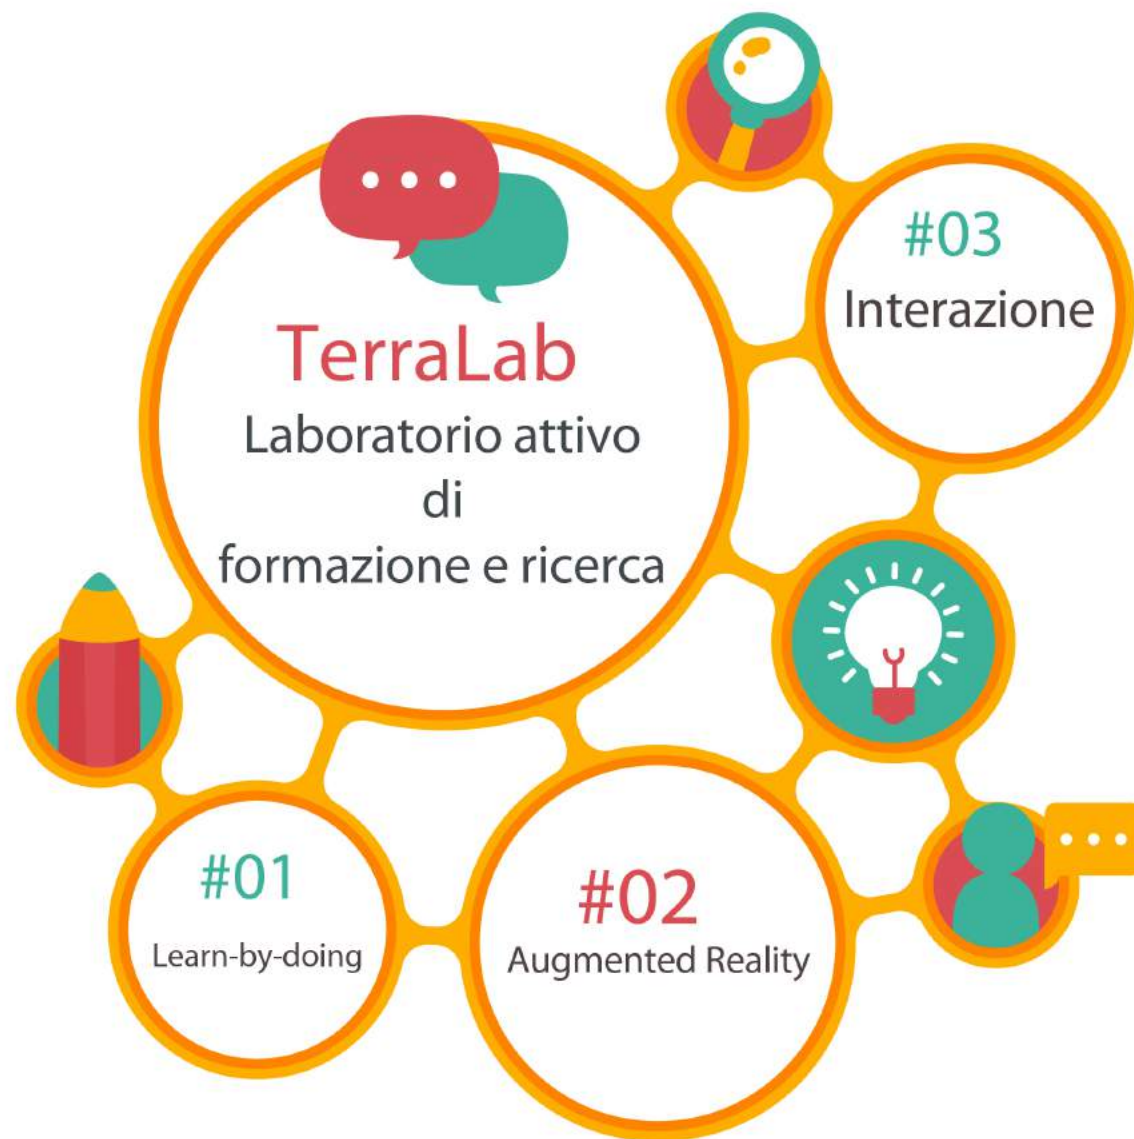 TerraLab
Laboratorio attivo
di
formazione e ricerca
#01
Learn-by-doing
#02
Augmented Reality
#03
Interazione